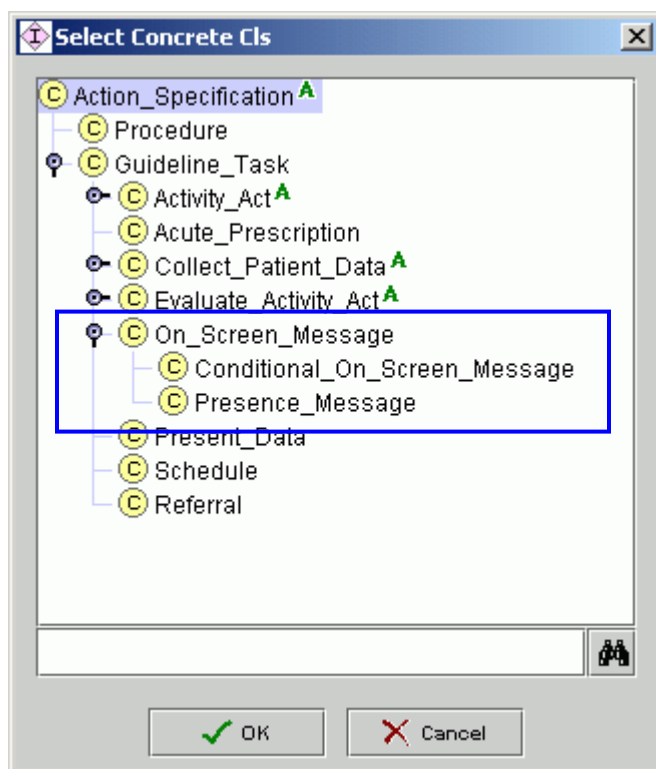 Select Concrete Cls
C Action_Specification A
C Procedure
C Guideline_Task
C Activity_Act A
C Acute_Prescription
C Collect_Patient_Data A
C Evaluate_Activity_Act A
C On_Screen_Message
C Conditional_On_Screen_Message
C Presence_Message
C Present_Data
C Schedule
C Referral
OK Cancel